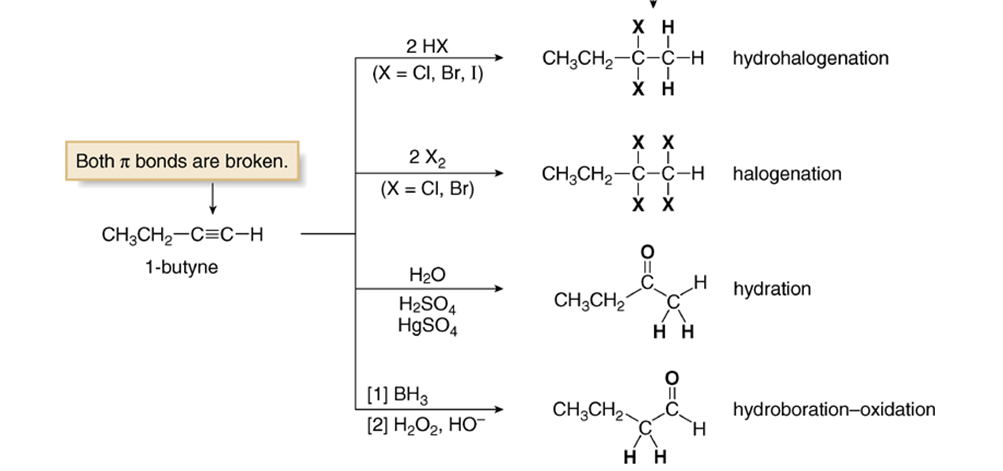 X H
2 HX
CH₃CH₂–C–C–H
hydrohalogenation
(X = Cl, Br, I)
X H
Both π bonds are broken.
X X
2 X₂
CH₃CH₂–C–C–H
halogenation
(X = Cl, Br)
X X
CH₃CH₂–C≡C–H
1-butyne
O
H₂O
C H
hydration
H₂SO₄
CH₃CH₂ C
HgSO₄
H H
O
[1] BH₃
CH₃CH₂ C
hydroboration–oxidation
[2] H₂O₂, HO⁻
C H
H H